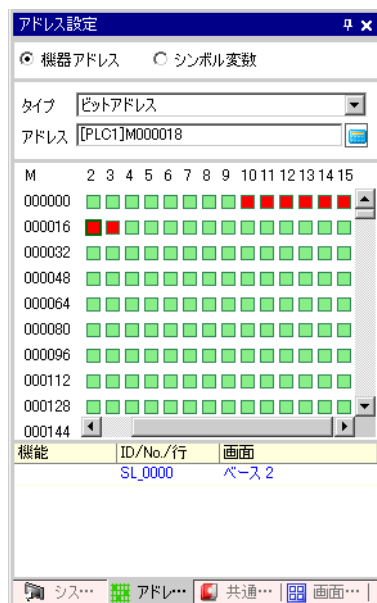 アドレス設定
機器アドレス シンボル変数
タイプ ビットアドレス
アドレス [PLC1]M000018
M 2 3 4 5 6 7 8 9 10 11 12 13 14 15
000000
000016
000032
000048
000064
000080
000096
000112
000128
000144
機能 ID/No./行 画面
SL_0000 ベース 2
シス… アドレ… 共通… 画面…